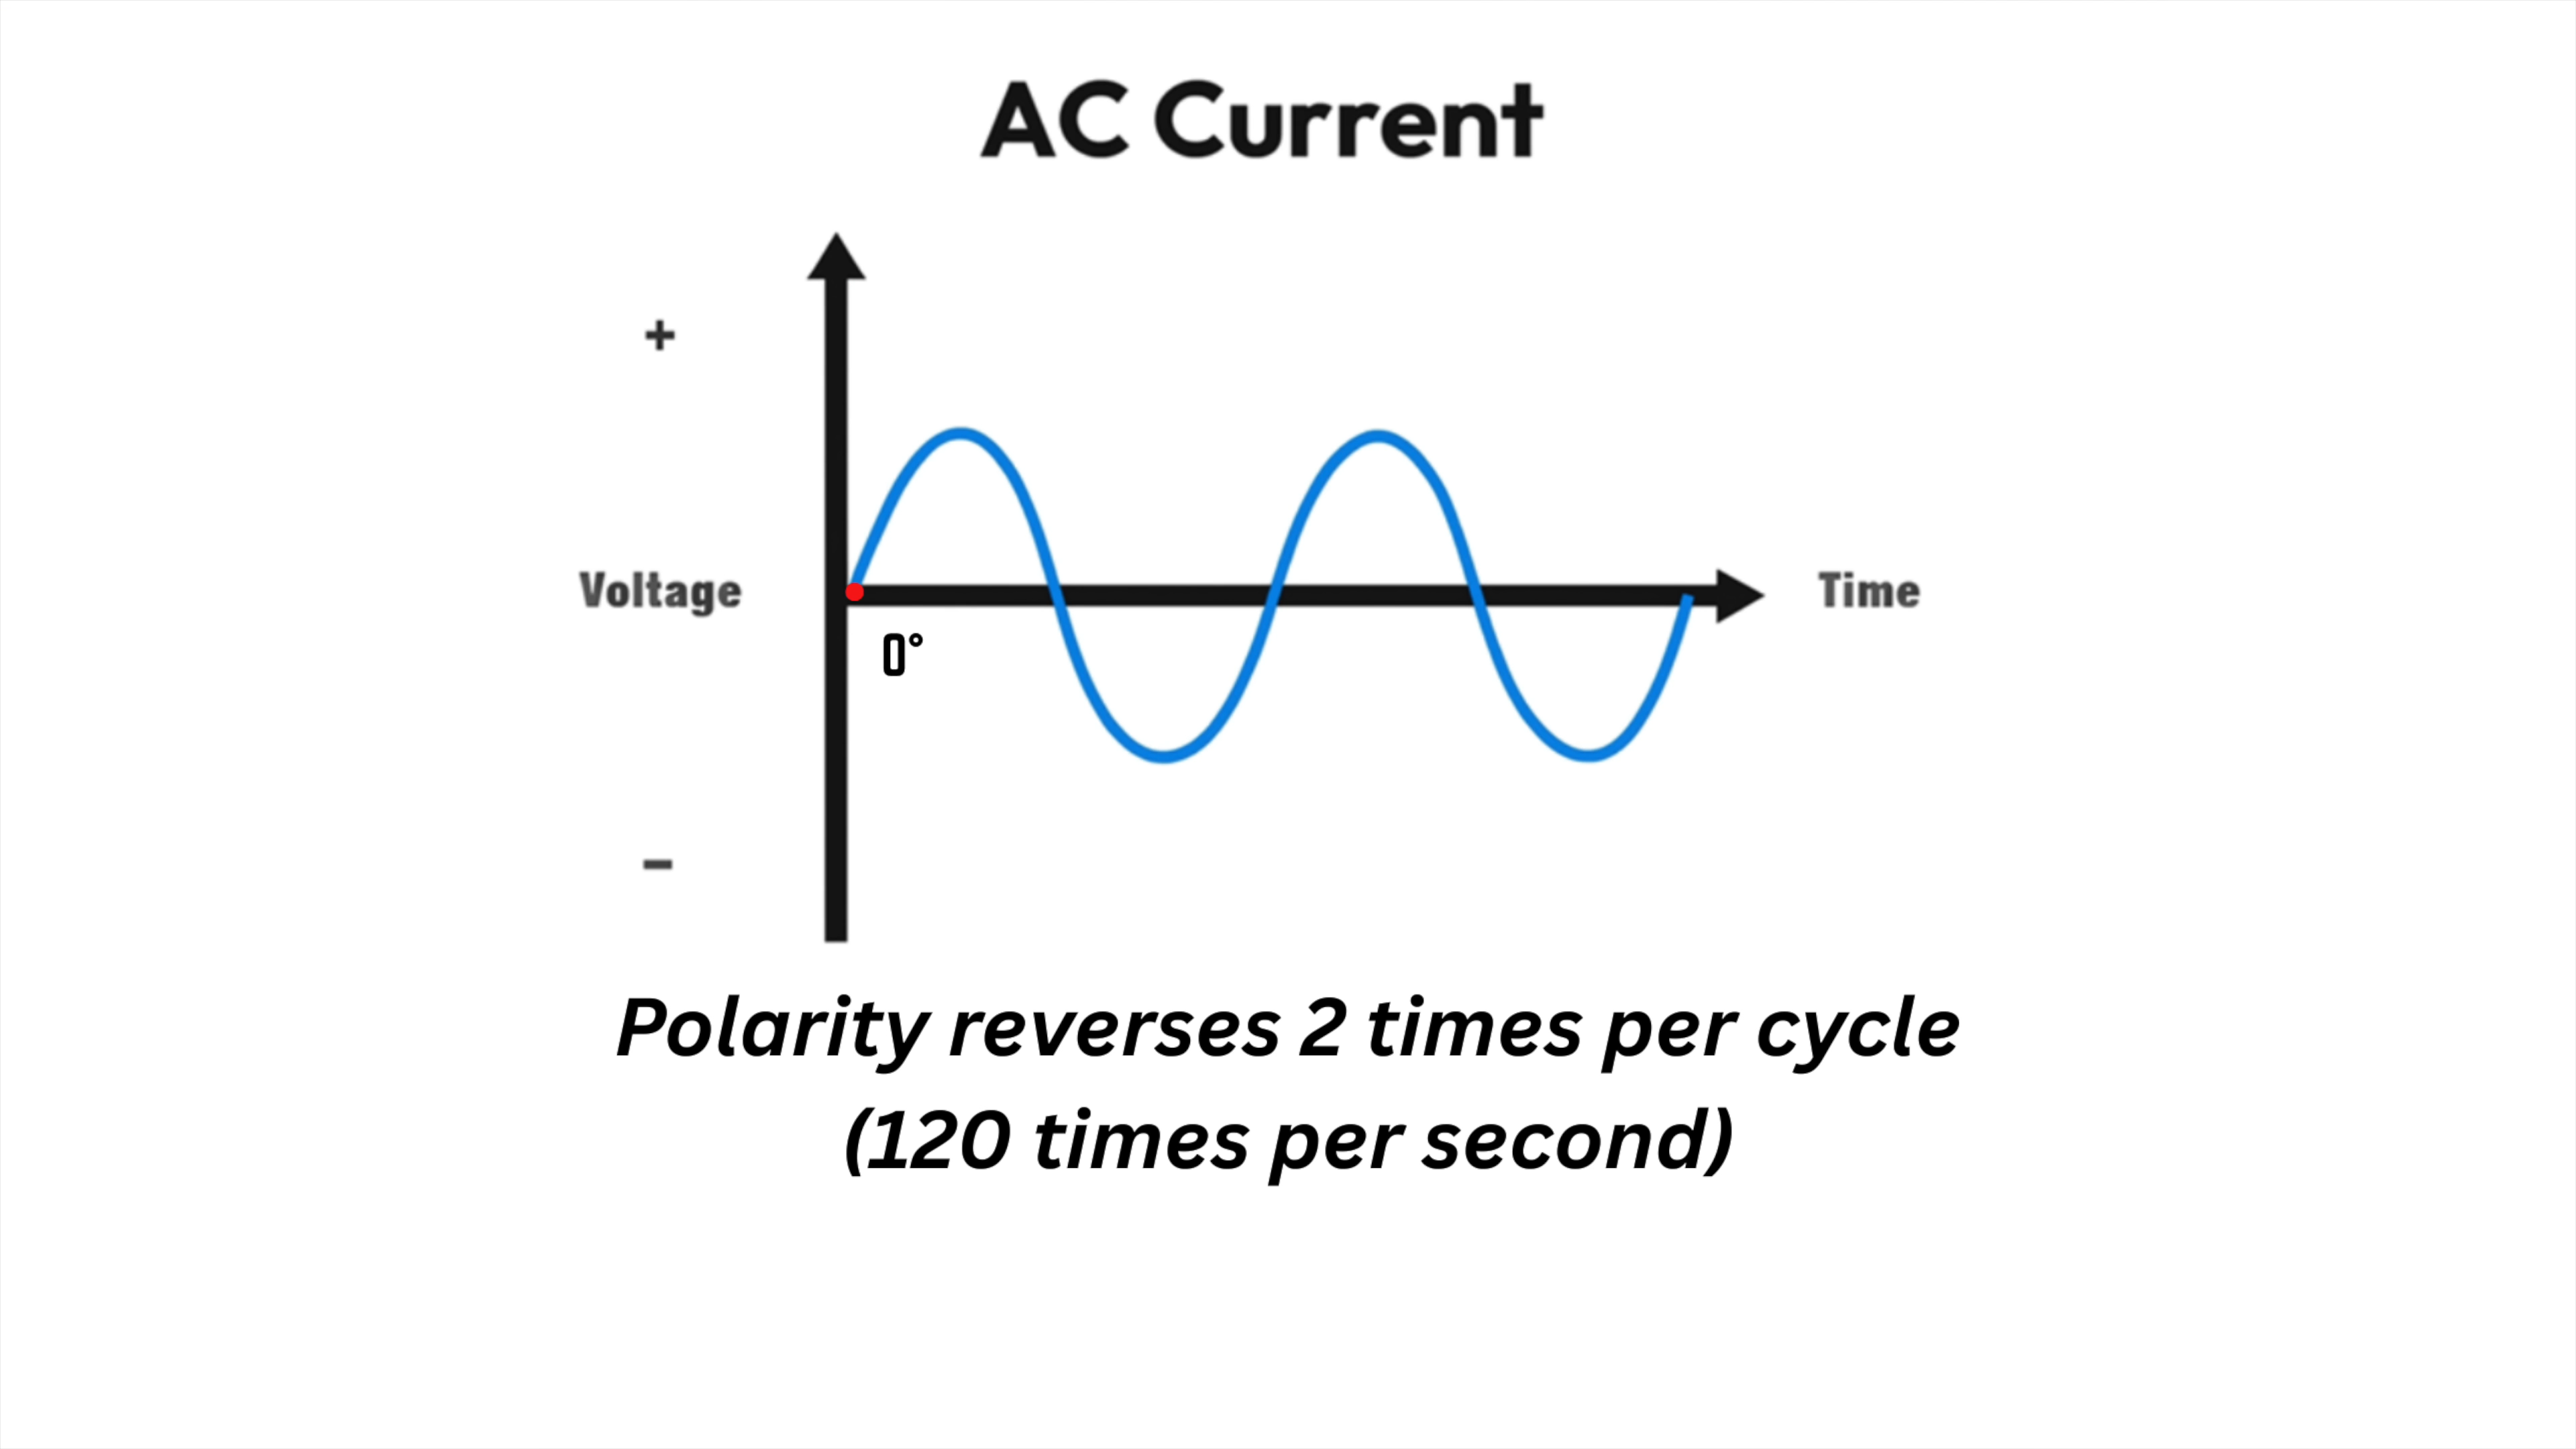 AC Current
+
Voltage
Time
0°
–
Polarity reverses 2 times per cycle
(120 times per second)